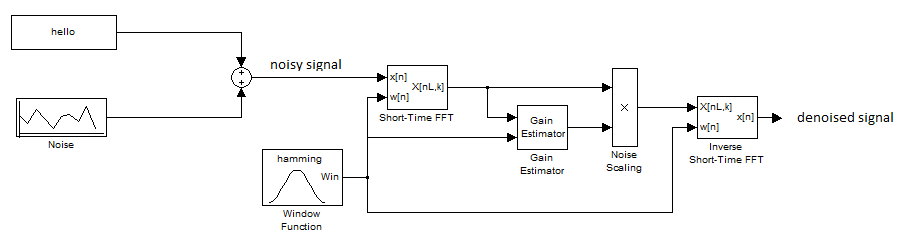 hello
noisy signal
+
+
x[n]
X[nL,k]
w[n]
Short-Time FFT
Noise
Gain
Estimator
Gain
Estimator
×
Noise
Scaling
X[nL,k]
x[n]
w[n]
Inverse
Short-Time FFT
denoised signal
hamming
Win
Window
Function